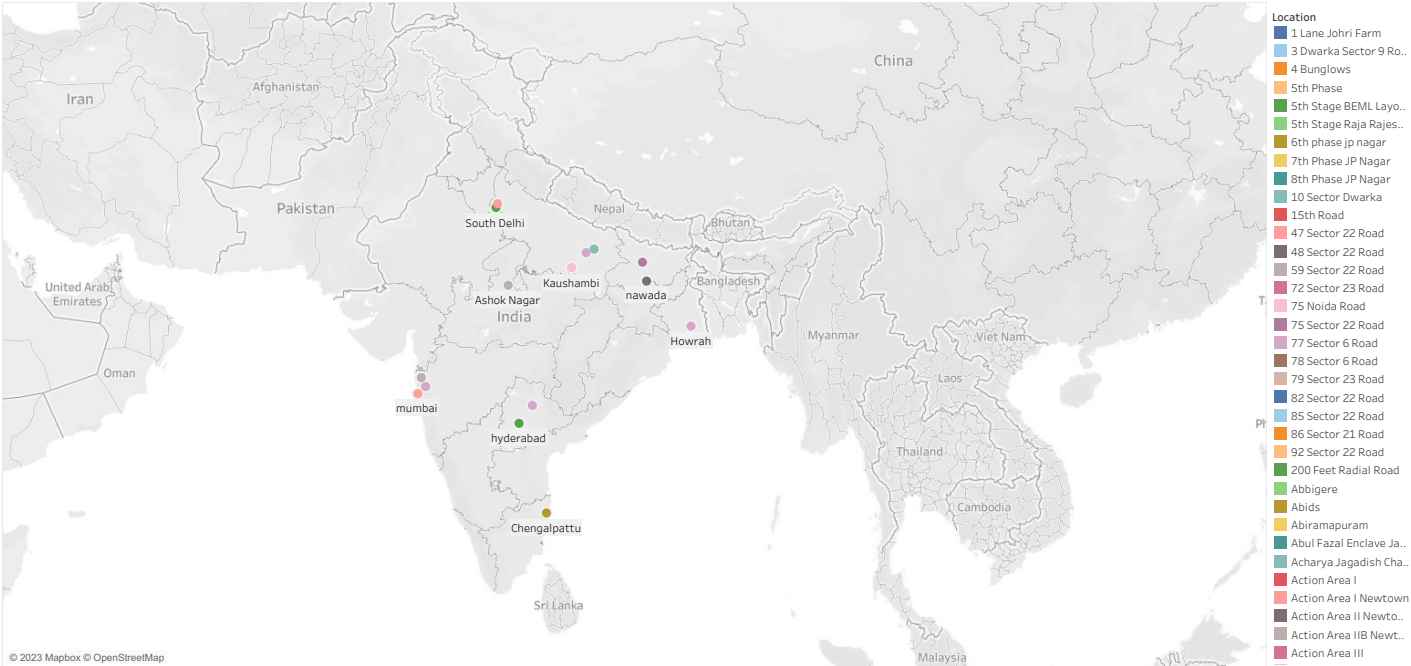 China
Iran
Afghanistan
Pakistan
Nepal
South Delhi
Bhutan
Kaushambi
United Arab
Emirates
Bangladesh
Ashok Nagar
nawada
India
Myanmar
Viet Nam
Howrah
Oman
Laos
mumbai
hyderabad
Thailand
Cambodia
Chengalpattu
Sri Lanka
Malaysia
© 2023 Mapbox © OpenStreetMap
Location
1 Lane Johri Farm
3 Dwarka Sector 9 Ro..
4 Bunglows
5th Phase
5th Stage BEML Layo..
5th Stage Raja Rajes..
6th phase jp nagar
7th Phase JP Nagar
8th Phase JP Nagar
10 Sector Dwarka
15th Road
47 Sector 22 Road
48 Sector 22 Road
59 Sector 22 Road
72 Sector 23 Road
75 Noida Road
75 Sector 22 Road
77 Sector 6 Road
78 Sector 6 Road
79 Sector 23 Road
82 Sector 22 Road
85 Sector 22 Road
86 Sector 21 Road
92 Sector 22 Road
200 Feet Radial Road
Abbigere
Abids
Abiramapuram
Abul Fazal Enclave Ja..
Acharya Jagadish Cha..
Action Area I
Action Area I Newtown
Action Area II Newto..
Action Area IIB Newt..
Action Area III